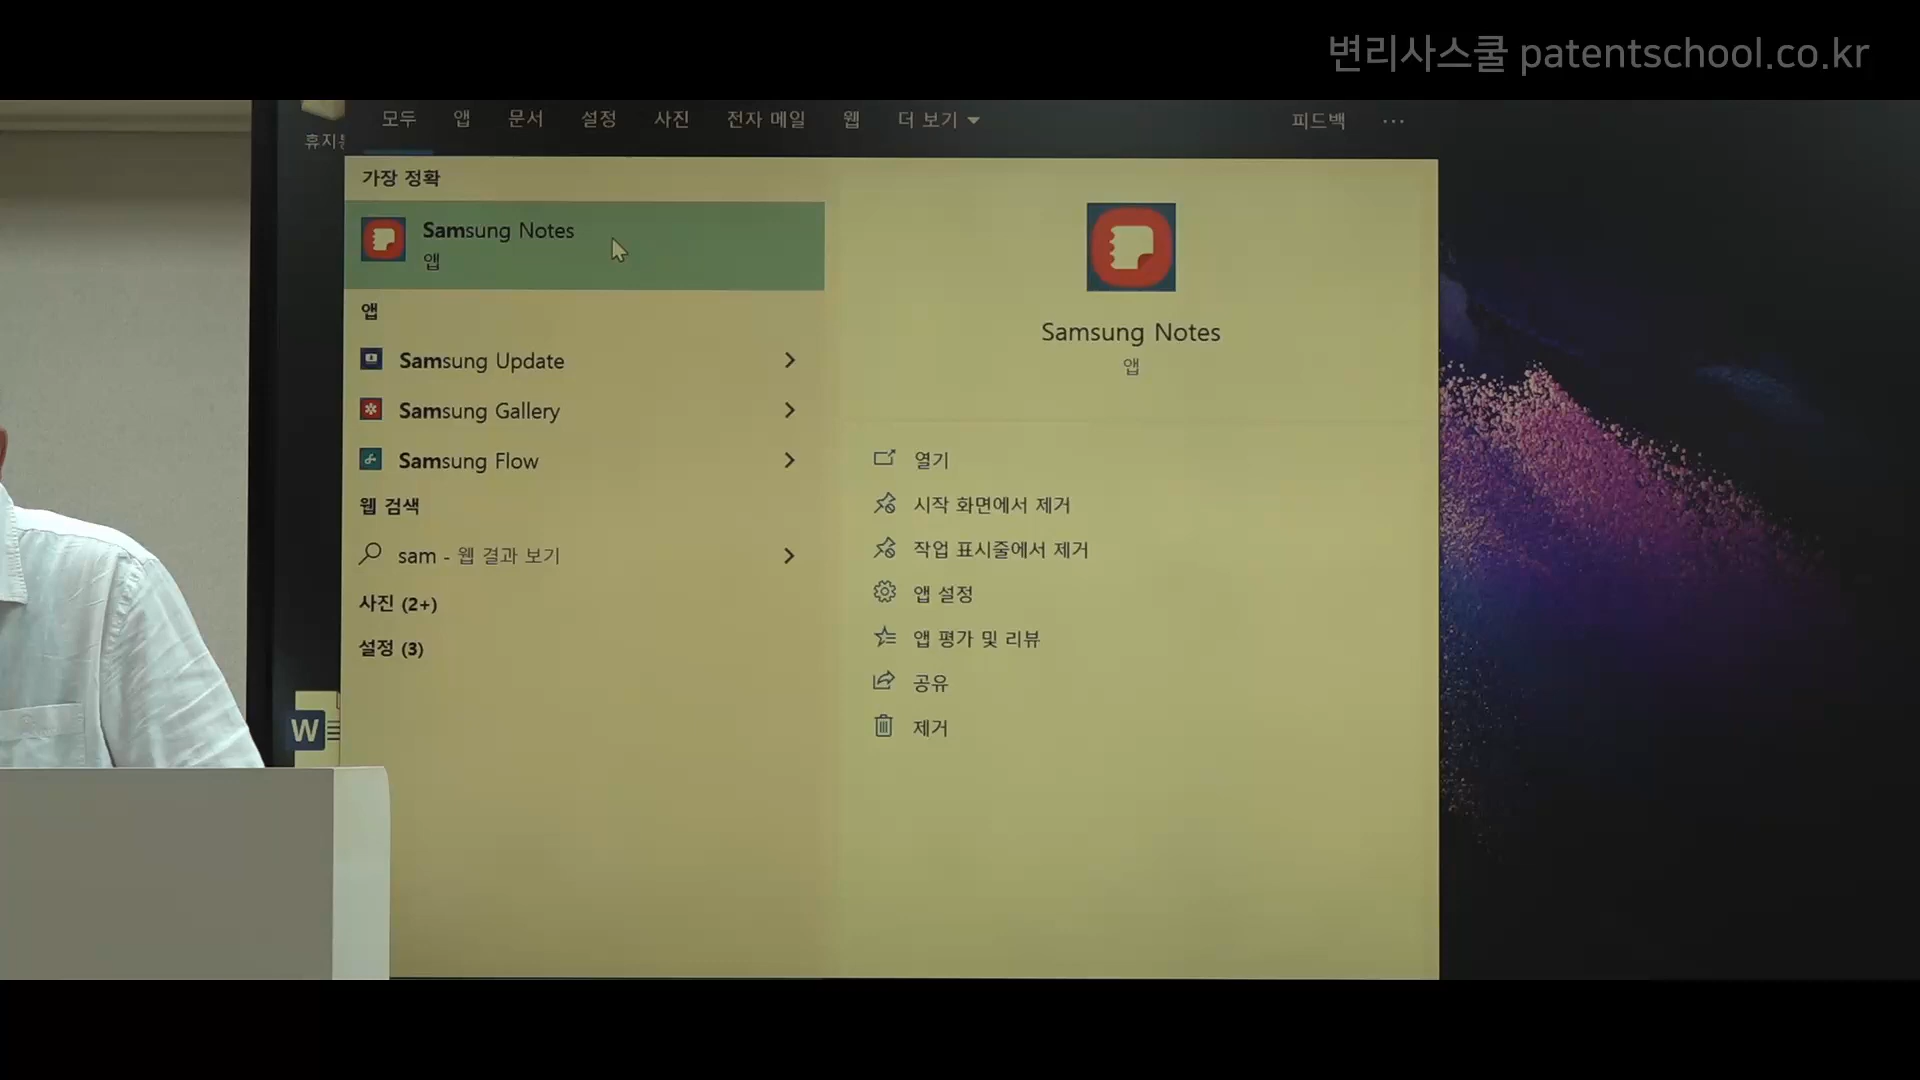 변리사스쿨 patentschool.co.kr
모두 앱 문서 설정 사진 전자 메일 웹 더 보기 피드백 ...
가장 정확
Samsung Notes
앱
앱
Samsung Update
Samsung Gallery
Samsung Flow
웹 검색
sam - 웹 결과 보기
사진 (2+)
설정 (3)
Samsung Notes
앱
열기
시작 화면에서 제거
작업 표시줄에서 제거
앱 설정
앱 평가 및 리뷰
공유
제거
W